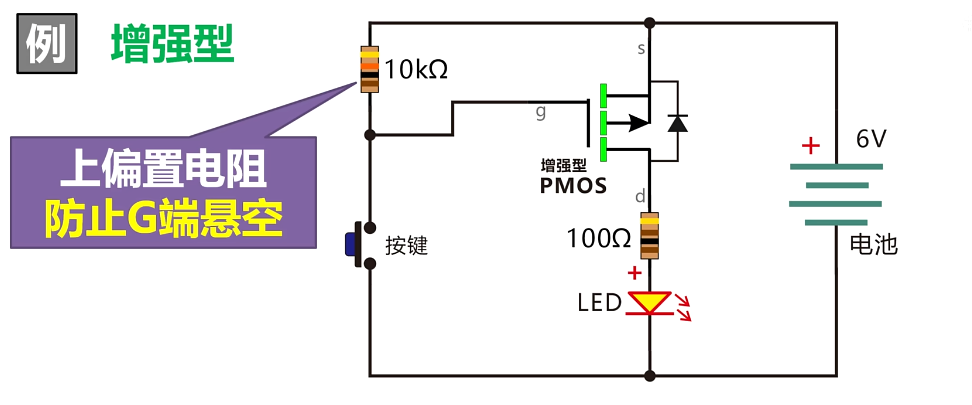 例 增强型
10kΩ
上偏置电阻
防止G端悬空
按键
g
s
增强型
PMOS
d
100Ω
+
LED
+
6V
电池